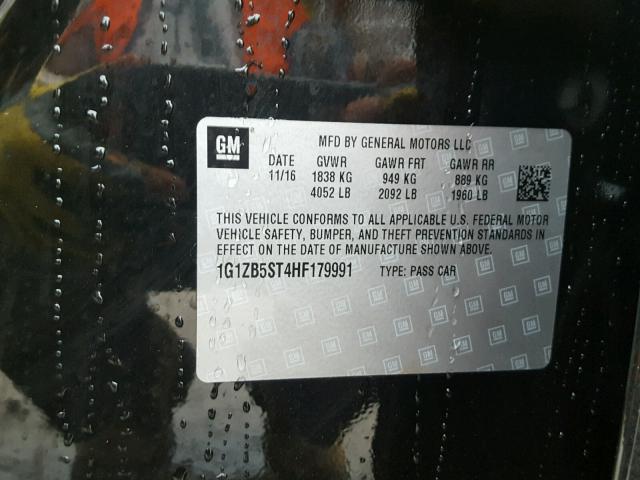 GM
MFD BY GENERAL MOTORS LLC
DATE GVWR GAWR FRT GAWR RR
11/16 1838 KG 949 KG 889 KG
4052 LB 2092 LB 1960 LB
THIS VEHICLE CONFORMS TO ALL APPLICABLE U.S. FEDERAL MOTOR
VEHICLE SAFETY, BUMPER, AND THEFT PREVENTION STANDARDS IN
EFFECT ON THE DATE OF MANUFACTURE SHOWN ABOVE.
1G1ZB5ST4HF179991 TYPE: PASS CAR